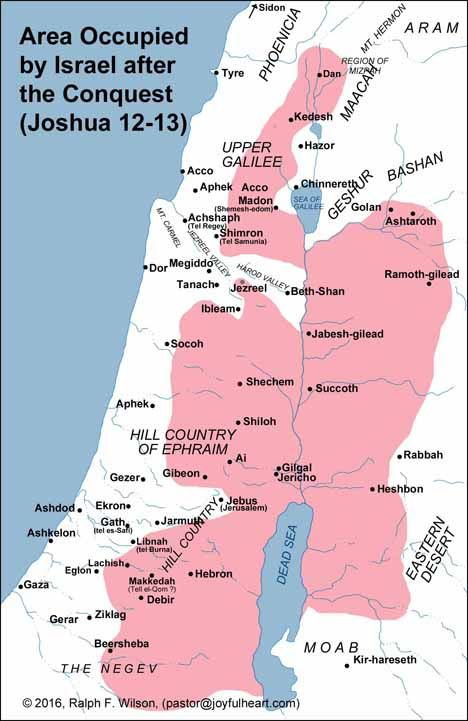 Area Occupied
by Israel after
the Conquest
(Joshua 12-13)
Sidon
PHOENICIA
MT. HERMON
ARAM
REGION OF
MIZPAH
Tyre
Dan
MAACAH
Kedesh
Hazor
UPPER
GALILEE
BASHAN
GESHUR
Acco
Aphek
Acco
Chinnereth
Madon
(Shemesh-edom)
SEA OF
GALILEE
Golan
Ashtaroth
MT. CARMEL
Achshaph
(Tel Regev)
Shimron
(Tel Samunia)
JEZREEL VALLEY
Dor
Megiddo
HAROD VALLEY
Ramoth-gilead
Tanach
Jezreel
Beth-Shan
Ibleam
Jabesh-gilead
Socoh
Shechem
Succoth
Aphek
Shiloh
HILL COUNTRY
OF EPHRAIM
Ai
Rabbah
Gilgal
Jericho
Gezer
Gibeon
Heshbon
Jebus
(Jerusalem)
Ashdod
Ekron
Gath
(tel es-Safi)
Jarmuth
HILL COUNTRY
Ashkelon
Libnah
(tel Burna)
DEAD SEA
EASTERN
DESERT
Lachish
Eglon
Makkedah
(Tell el-Qom ?)
Hebron
Gaza
Debir
Gerar
Ziklag
Beersheba
MOAB
Kir-hareseth
THE NEGEV
© 2016, Ralph F. Wilson, (pastor@joyfulheart.com)